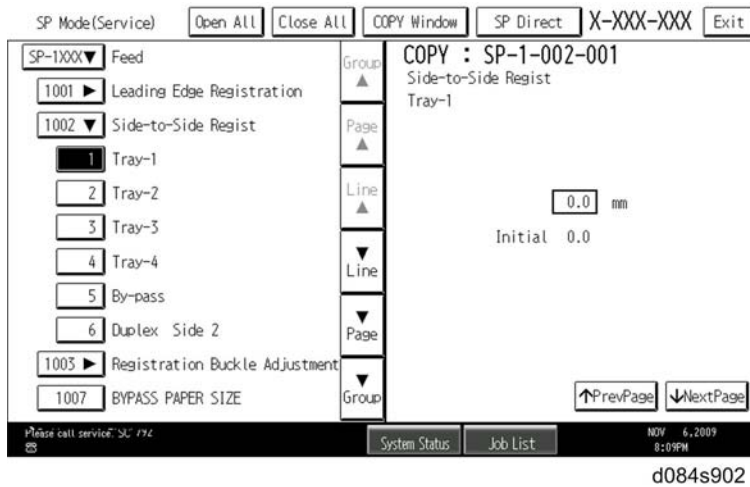 SP Mode(Service) Open All Close All COPY Window SP Direct X-XXX-XXX Exit
SP-1XXX▼ Feed
1001 ▶ Leading Edge Registration
1002 ▼ Side-to-Side Regist
1 Tray-1
2 Tray-2
3 Tray-3
4 Tray-4
5 By-pass
6 Duplex Side 2
1003 ▶ Registration Buckle Adjustment
1007 BYPASS PAPER SIZE
Group
▲
Page
▲
Line
▲
▼
Line
▼
Page
▼
Group
COPY : SP-1-002-001
Side-to-Side Regist
Tray-1
0.0 mm
Initial 0.0
↑PrevPage ↓NextPage
Please call service. SC
System Status Job List
NOV 6,2009
8:09PM
d084s902